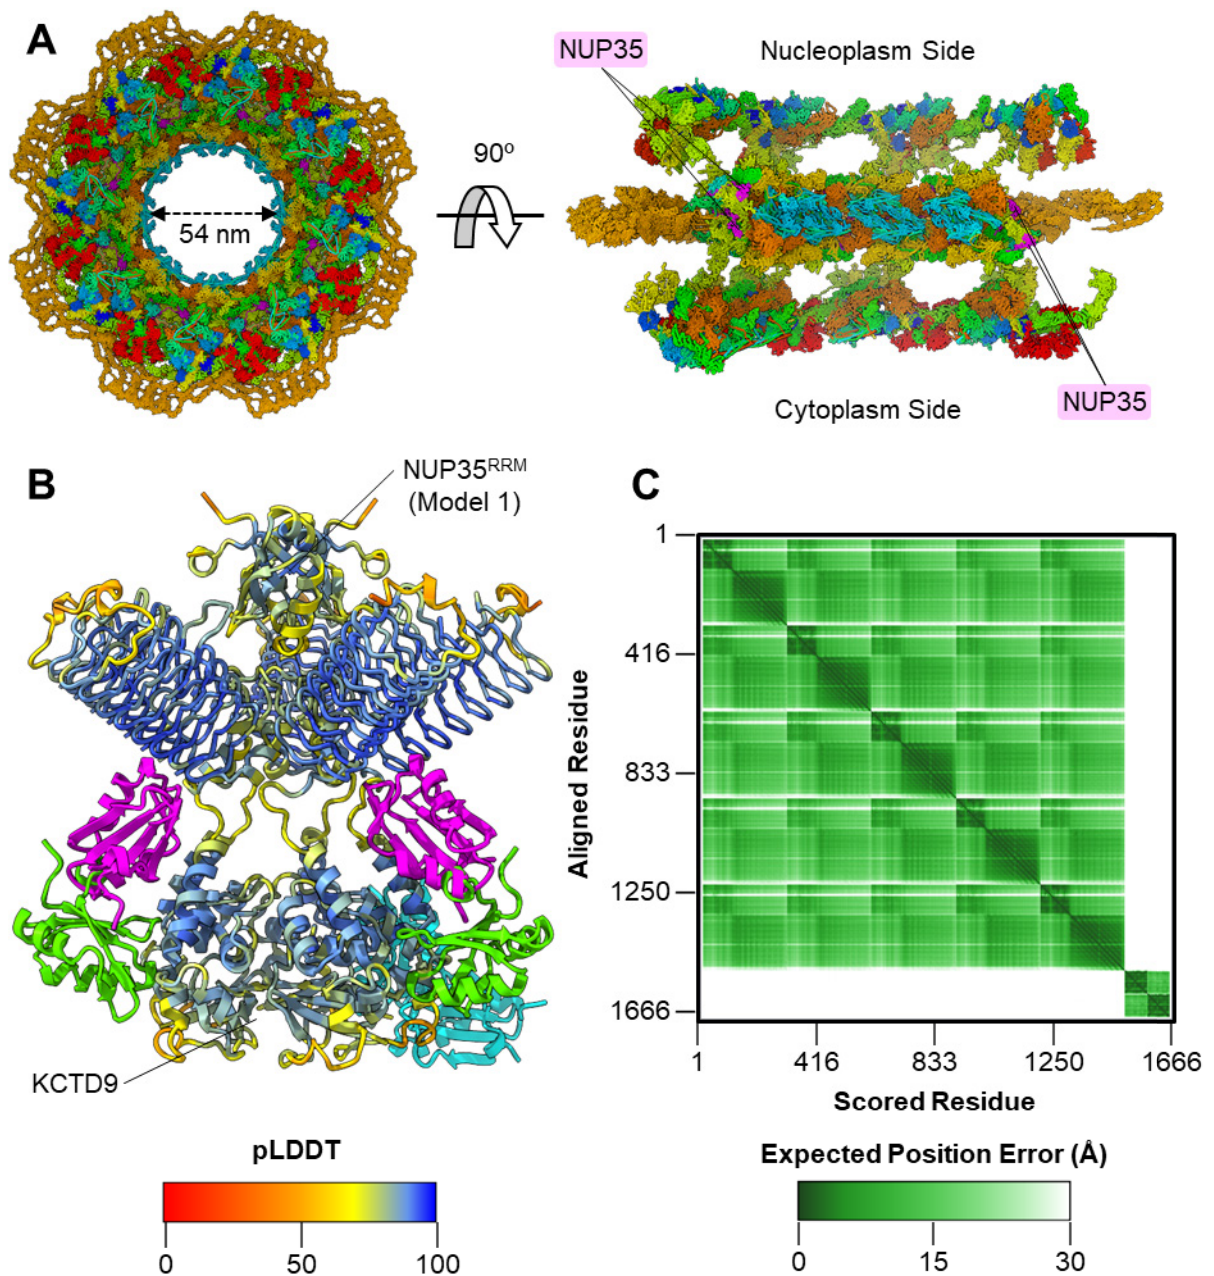 A
NUP35
Nucleoplasm Side
54 nm
90º
Cytoplasm Side
NUP35
B
NUP35RRM
(Model 1)
KCTD9
pLDDT
0 50 100
C
1
416
833
1250
1666
Aligned Residue
1 416 833 1250 1666
Scored Residue
Expected Position Error (Å)
0 15 30